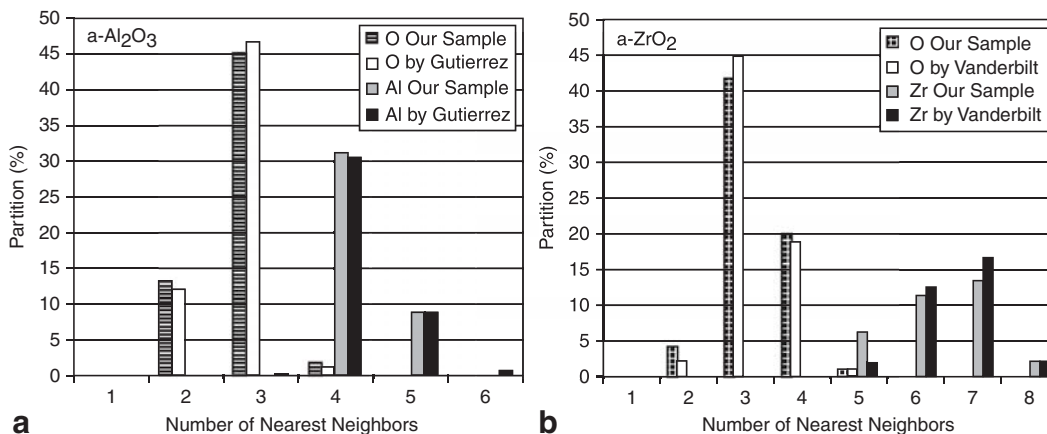 a-Al2O3
O Our Sample
O by Gutierrez
Al Our Sample
Al by Gutierrez
Partition (%)
50
45
40
35
30
25
20
15
10
5
0
1 2 3 4 5 6
Number of Nearest Neighbors
a
a-ZrO2
O Our Sample
O by Vanderbilt
Zr Our Sample
Zr by Vanderbilt
Partition (%)
50
45
40
35
30
25
20
15
10
5
0
1 2 3 4 5 6 7 8
Number of Nearest Neighbors
b